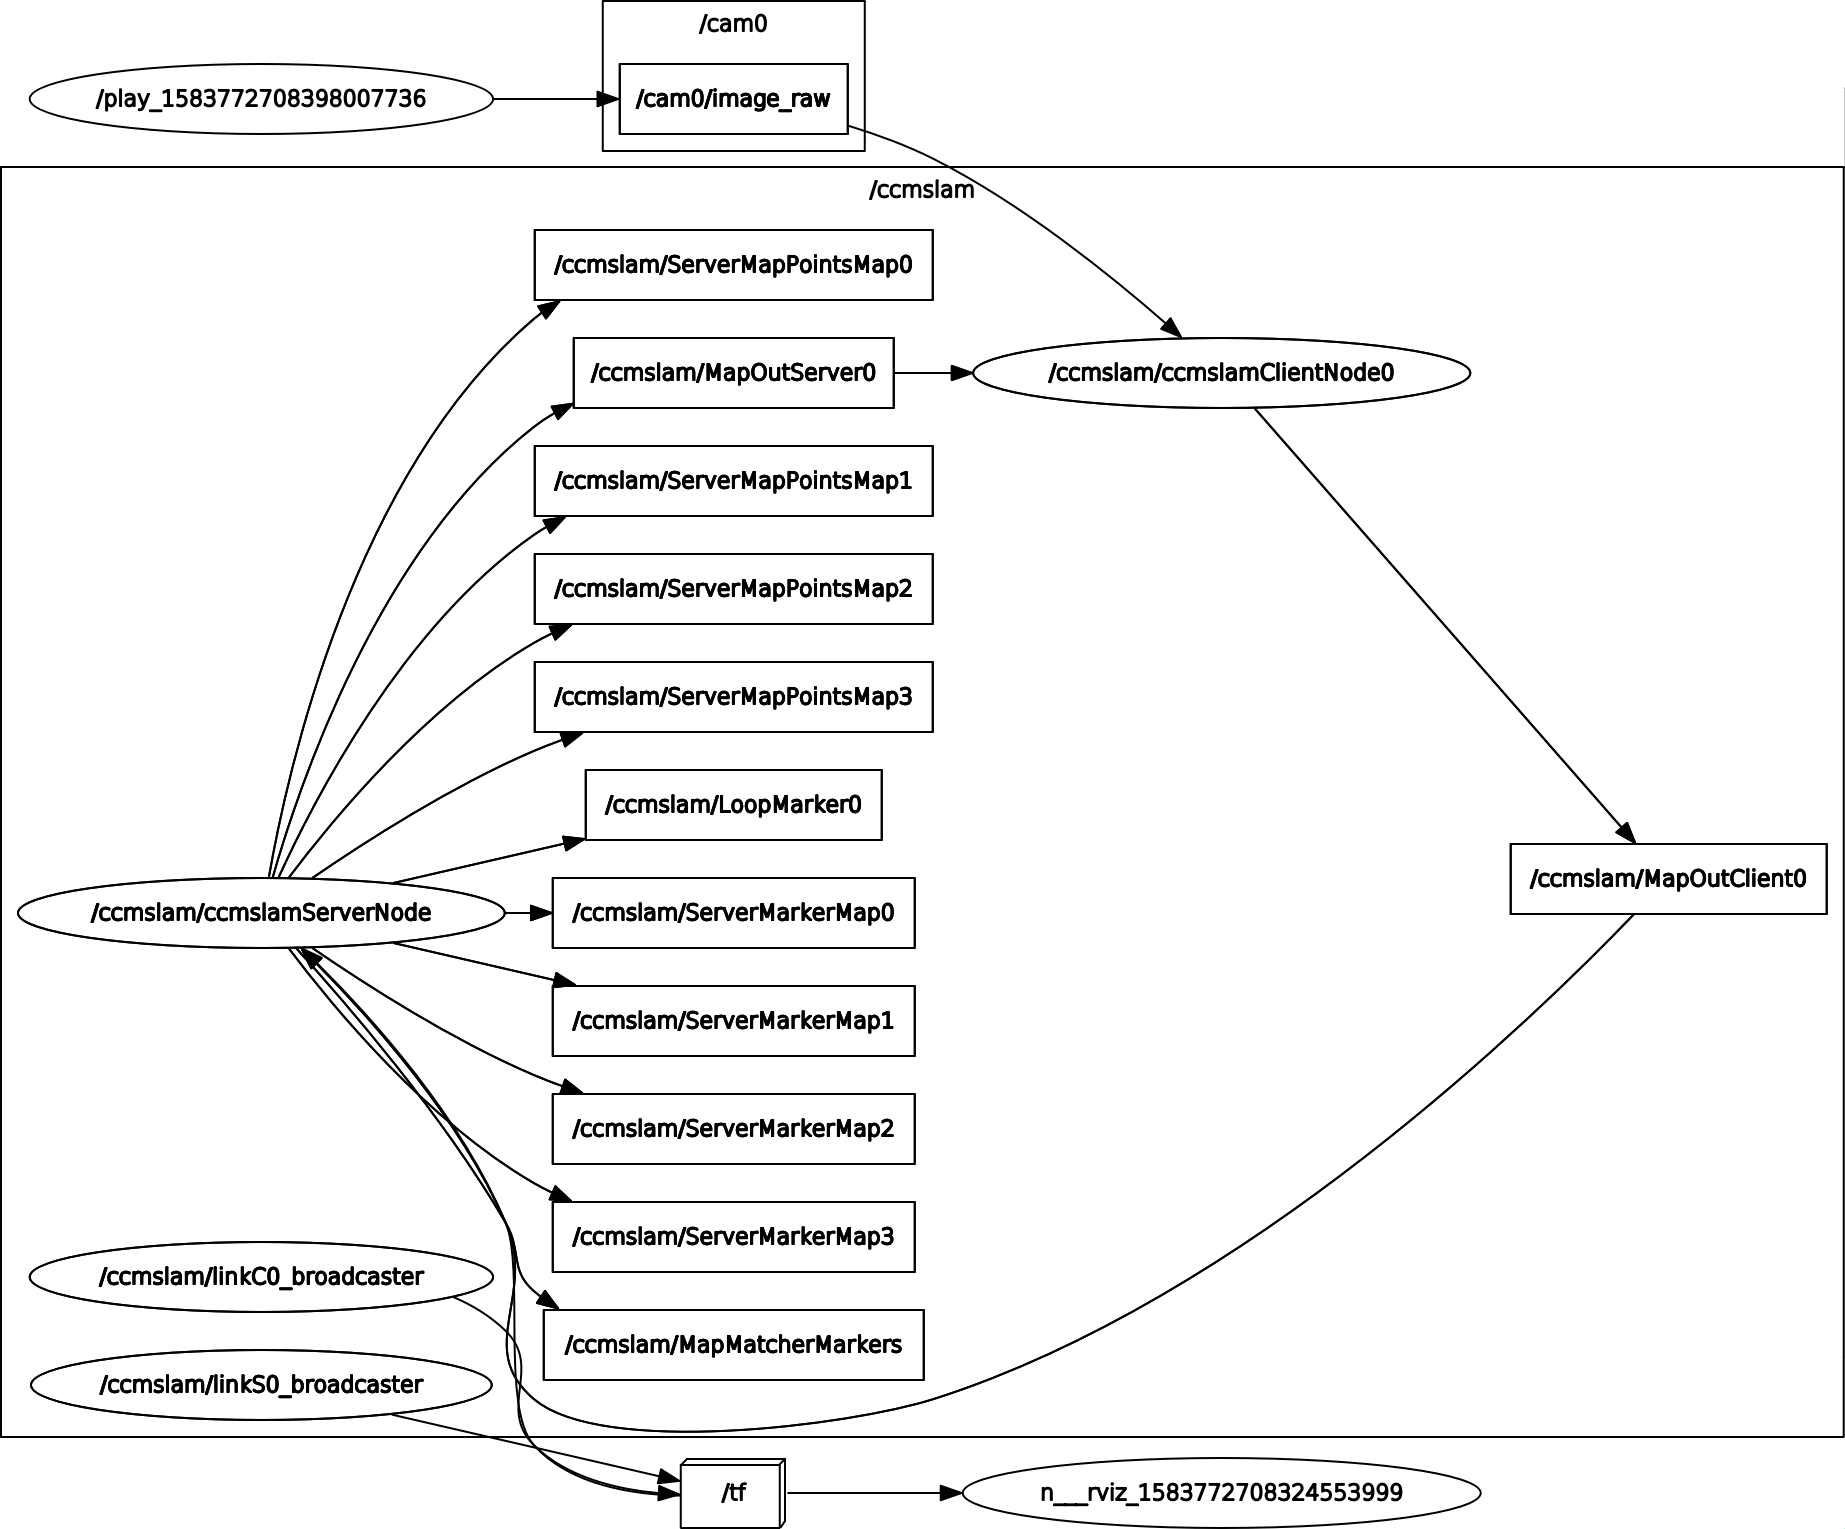 /cam0
/play_1583772708398007736
/cam0/image_raw
/ccmslam
/ccmslam/ServerMapPointsMap0
/ccmslam/MapOutServer0
/ccmslam/ccmslamClientNode0
/ccmslam/ServerMapPointsMap1
/ccmslam/ServerMapPointsMap2
/ccmslam/ServerMapPointsMap3
/ccmslam/LoopMarker0
/ccmslam/MapOutClient0
/ccmslam/ccmslamServerNode
/ccmslam/ServerMarkerMap0
/ccmslam/ServerMarkerMap1
/ccmslam/ServerMarkerMap2
/ccmslam/ServerMarkerMap3
/ccmslam/linkC0_broadcaster
/ccmslam/MapMatcherMarkers
/ccmslam/linkS0_broadcaster
/tf
n___rviz_1583772708324553999